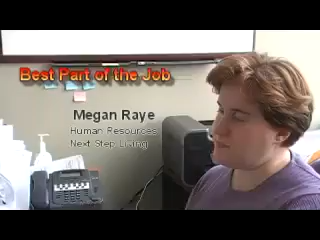 Best Part of the Job
Megan Raye
Human Resources
Next Step Living